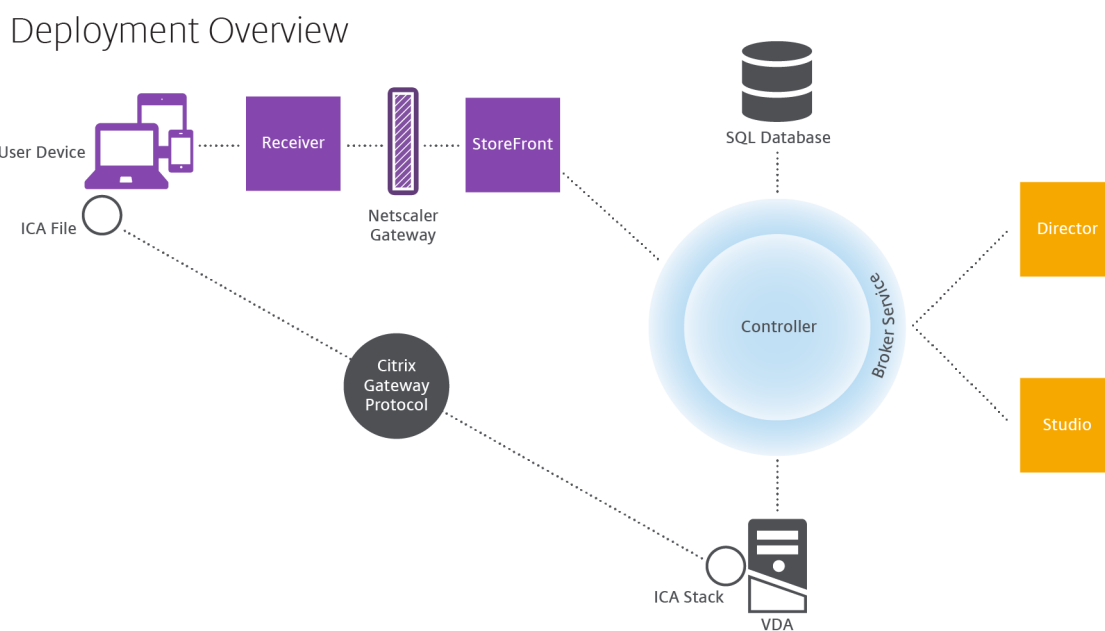 Deployment Overview
SQL Database
User Device
Receiver
StoreFront
Netscaler
Gateway
ICA File
Director
Broker Service
Controller
Citrix
Gateway
Protocol
Studio
ICA Stack
VDA